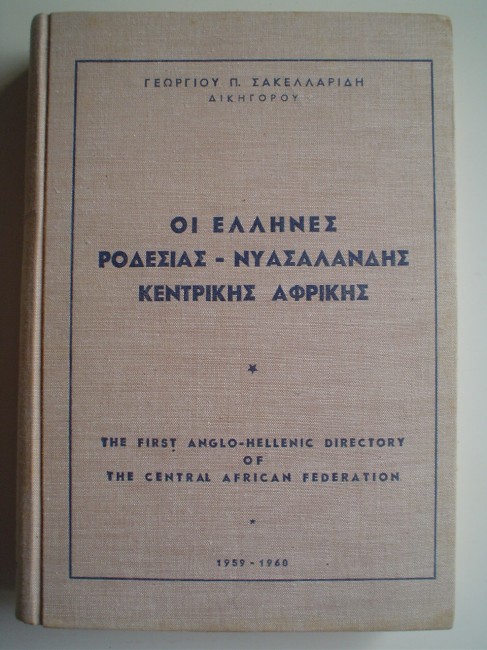 ΓΕΩΡΓΙΟΥ Π. ΣΑΚΕΛΛΑΡΙΔΗ
ΔΙΚΗΓΟΡΟΥ
ΟΙ ΕΛΛΗΝΕΣ
ΡΟΔΕΣΙΑΣ - ΝΥΑΣΑΛΑΝΔΗΣ
ΚΕΝΤΡΙΚΗΣ ΑΦΡΙΚΗΣ
THE FIRST ANGLO-HELLENIC DIRECTORY
OF
THE CENTRAL AFRICAN FEDERATION
1959 - 1960